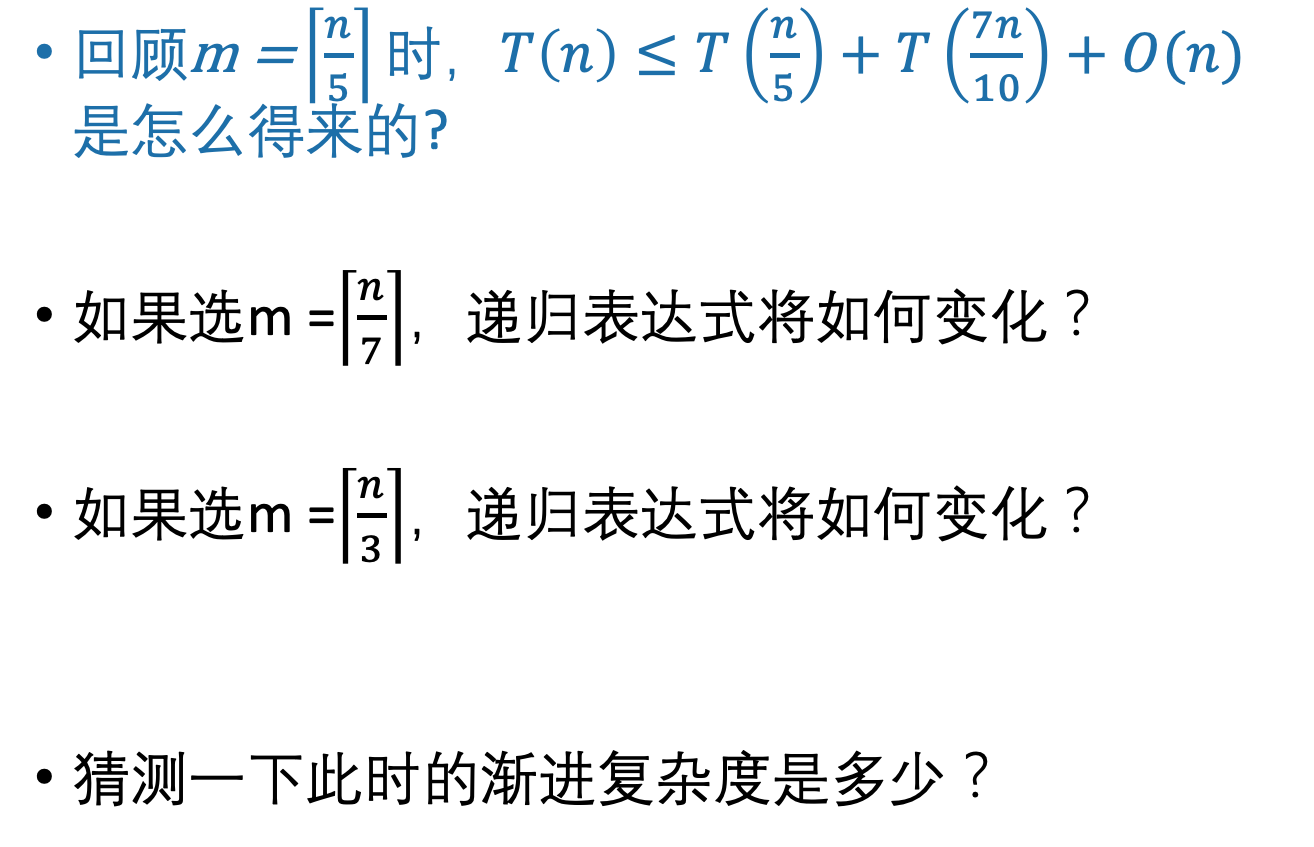 • 回顾m = ⌈n/5⌉ 时，T(n) ≤ T(n/5) + T(7n/10) + O(n)
是怎么得来的?
• 如果选m =⌈n/7⌉，递归表达式将如何变化？
• 如果选m =⌈n/3⌉，递归表达式将如何变化？
• 猜测一下此时的渐进复杂度是多少？